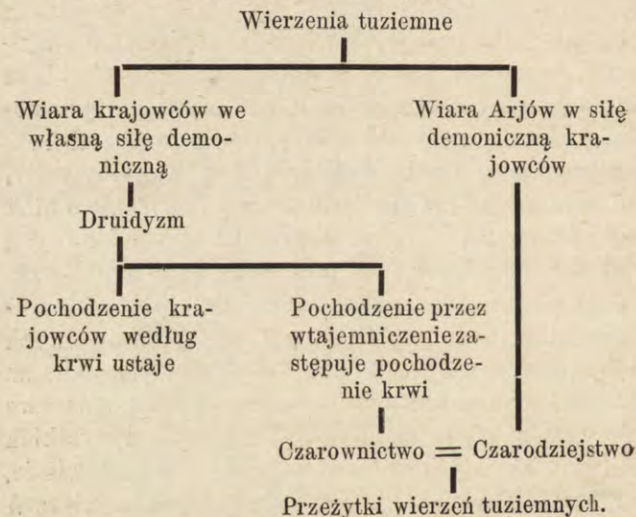 Wierzenia tuziemne
Wiara krajowców we
własną siłę demo-
niczną
Wiara Arjów w siłę
demoniczną kra-
jowców
Druidyzm
Pochodzenie kra-
jowców według
krwi ustaje
Pochodzenie przez
wtajemniczenie za-
stępuje pochodze-
nie krwi
Czarownictwo = Czarodziejstwo
Przeżytki wierzeń tuziemnych.